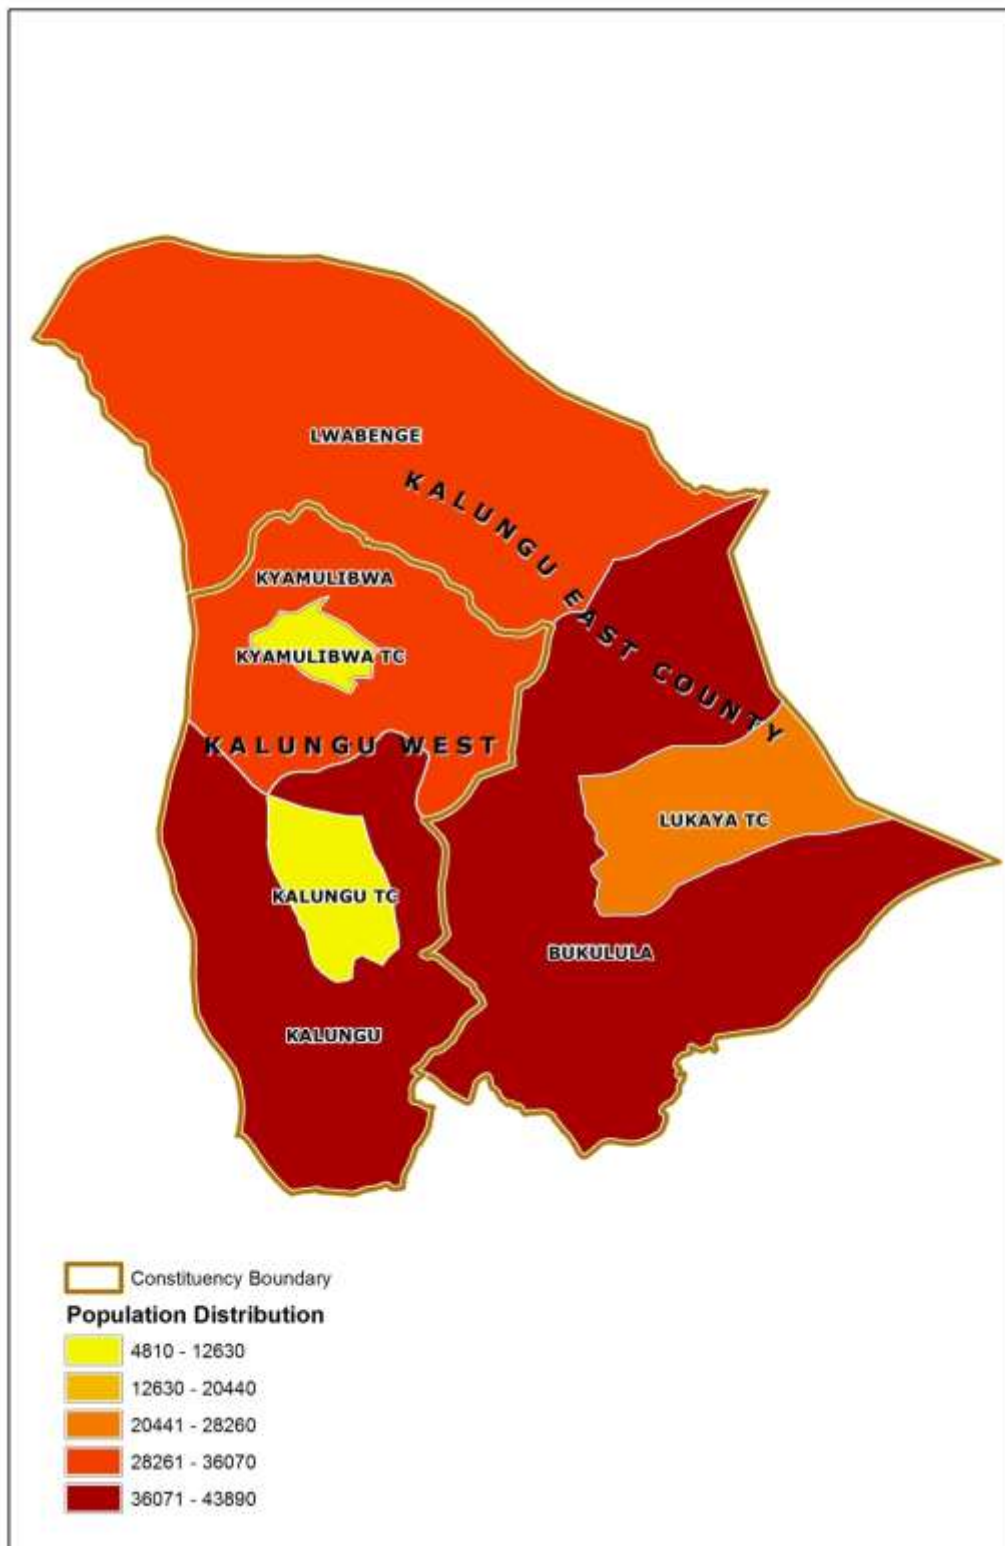 LWABENGE
KALUNGU EAST COUNTY
KYAMULIBWA
KYAMULIBWA TC
KALUNGU WEST
LUKAYA TC
KALUNGU TC
BUKULULA
KALUNGU
Constituency Boundary
Population Distribution
4810 - 12630
12630 - 20440
20441 - 28260
28261 - 36070
36071 - 43890